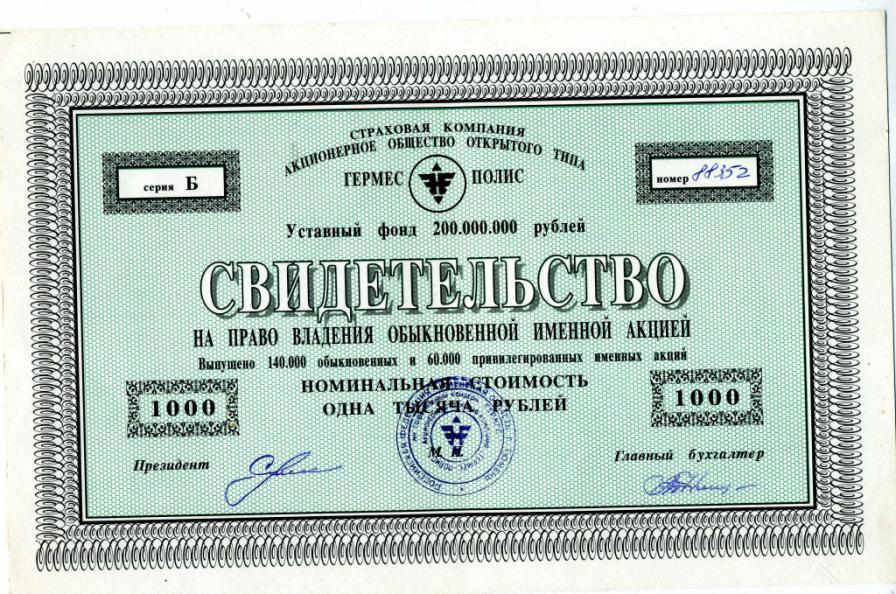 СТРАХОВАЯ КОМПАНИЯ
АКЦИОНЕРНОЕ ОБЩЕСТВО ОТКРЫТОГО ТИПА
ГЕРМЕС ПОЛИС
серия Б
номер 88352
Уставный фонд 200.000.000 рублей
СВИДЕТЕЛЬСТВО
НА ПРАВО ВЛАДЕНИЯ ОБЫКНОВЕННОЙ ИМЕННОЙ АКЦИЕЙ
Выпущено 140.000 обыкновенных и 60.000 привилегированных именных акций
НОМИНАЛЬНАЯ СТОИМОСТЬ
ОДНА ТЫСЯЧА РУБЛЕЙ
1000
1000
М. П.
Президент
Главный бухгалтер
РОССИЙСКАЯ ФЕДЕРАЦИЯ